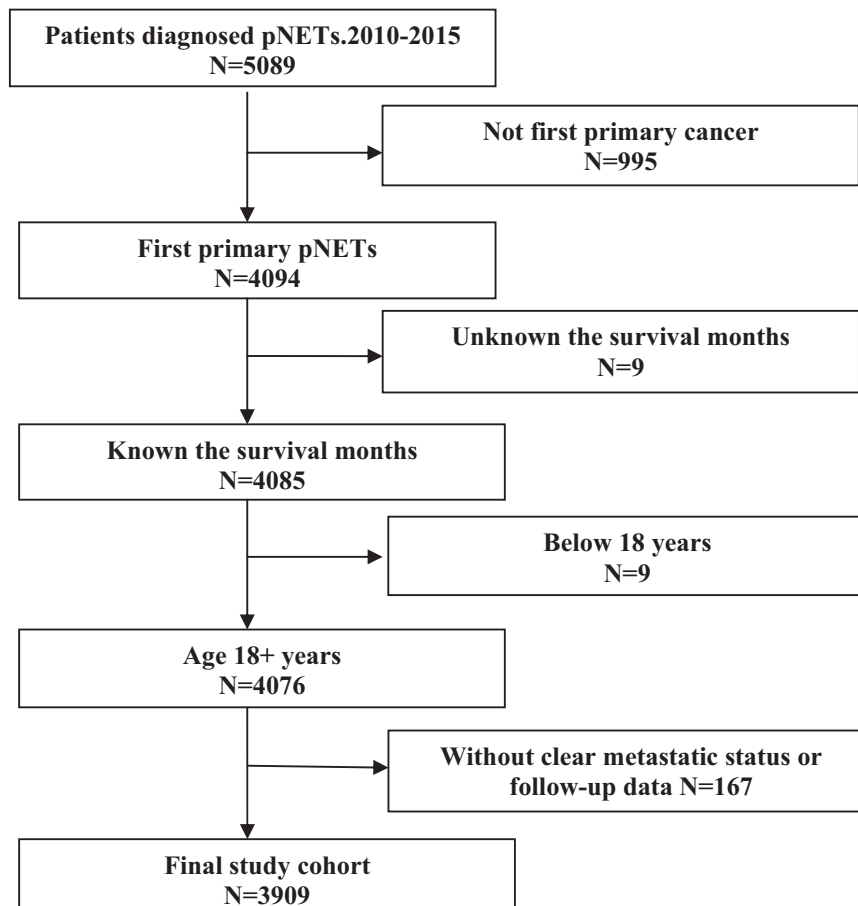 Patients diagnosed pNETs.2010-2015
N=5089
Not first primary cancer
N=995
First primary pNETs
N=4094
Unknown the survival months
N=9
Known the survival months
N=4085
Below 18 years
N=9
Age 18+ years
N=4076
Without clear metastatic status or
follow-up data N=167
Final study cohort
N=3909